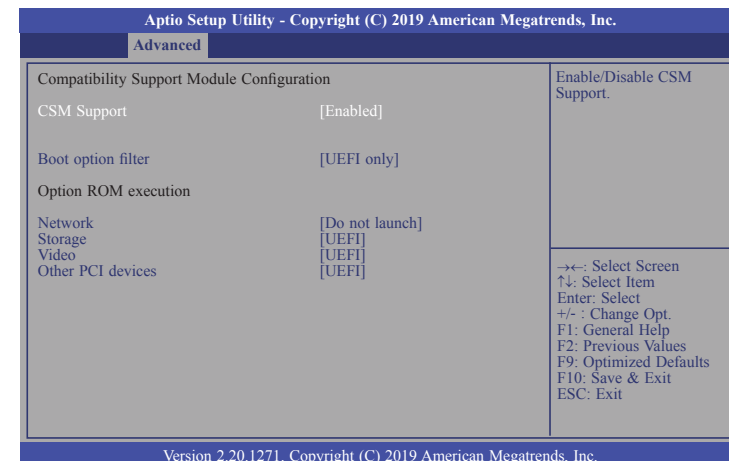 Aptio Setup Utility - Copyright (C) 2019 American Megatrends, Inc.
Advanced
Compatibility Support Module Configuration
CSM Support [Enabled]
Boot option filter [UEFI only]
Option ROM execution
Network [Do not launch]
Storage [UEFI]
Video [UEFI]
Other PCI devices [UEFI]
Enable/Disable CSM
Support.
→←: Select Screen
↑↓: Select Item
Enter: Select
+/- : Change Opt.
F1: General Help
F2: Previous Values
F9: Optimized Defaults
F10: Save & Exit
ESC: Exit
Version 2.20.1271. Copyright (C) 2019 American Megatrends, Inc.